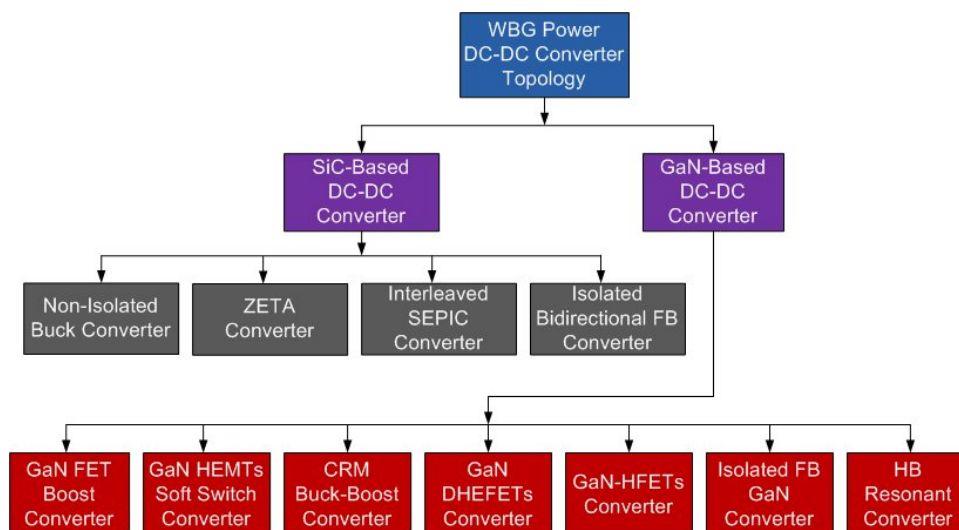 WBG Power
DC-DC Converter
Topology
SiC-Based
DC-DC
Converter
GaN-Based
DC-DC
Converter
Non-Isolated
Buck Converter
ZETA
Converter
Interleaved
SEPIC
Converter
Isolated
Bidirectional FB
Converter
GaN FET
Boost
Converter
GaN HEMTs
Soft Switch
Converter
CRM
Buck-Boost
Converter
GaN
DHEFETs
Converter
GaN-HFETs
Converter
Isolated FB
GaN
Converter
HB
Resonant
Converter